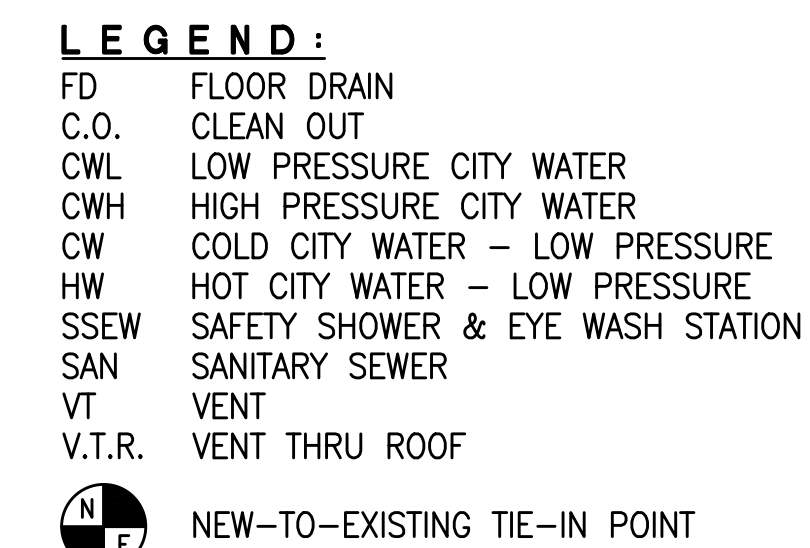 LEGEND:
FD FLOOR DRAIN
C.O. CLEAN OUT
CWL LOW PRESSURE CITY WATER
CWH HIGH PRESSURE CITY WATER
CW COLD CITY WATER – LOW PRESSURE
HW HOT CITY WATER – LOW PRESSURE
SSEW SAFETY SHOWER & EYE WASH STATION
SAN SANITARY SEWER
VT VENT
V.T.R. VENT THRU ROOF
N
NEW–TO–EXISTING TIE–IN POINT